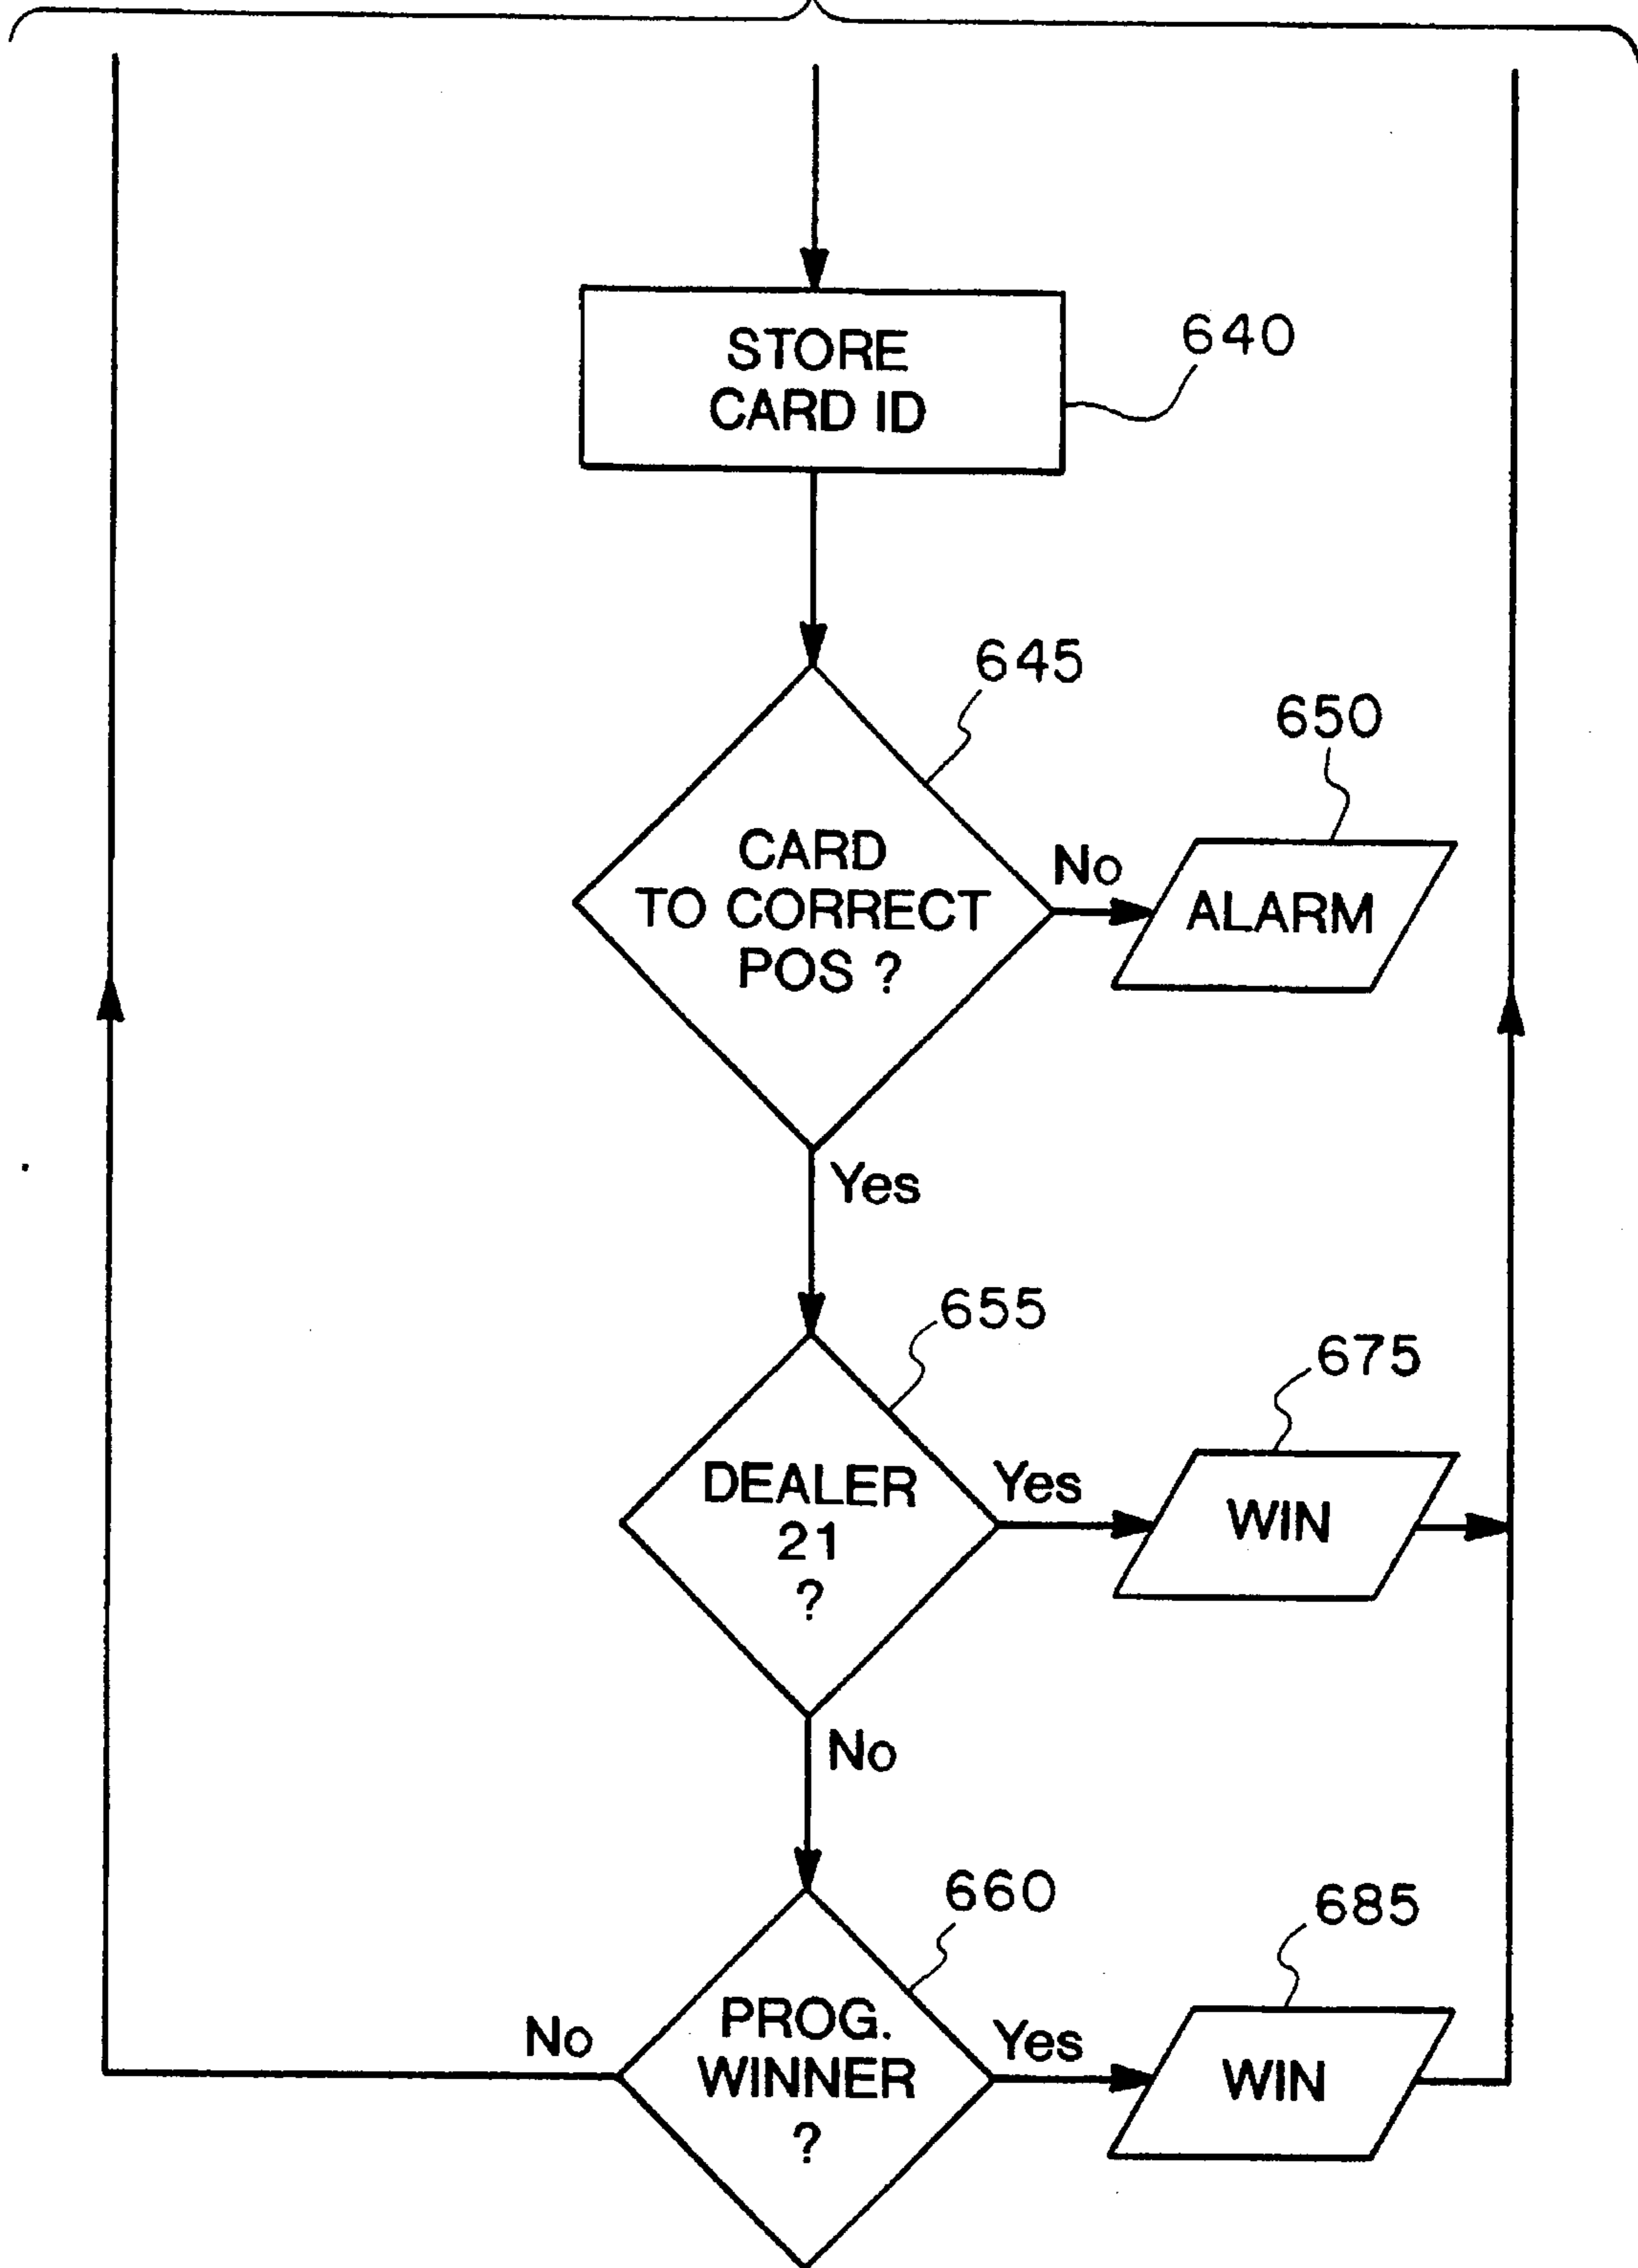 STORE
CARD ID
640
645
650
CARD
TO CORRECT
POS ?
No
ALARM
Yes
655
675
DEALER
21
?
Yes
WIN
No
660
685
No
PROG.
WINNER
?
Yes
WIN